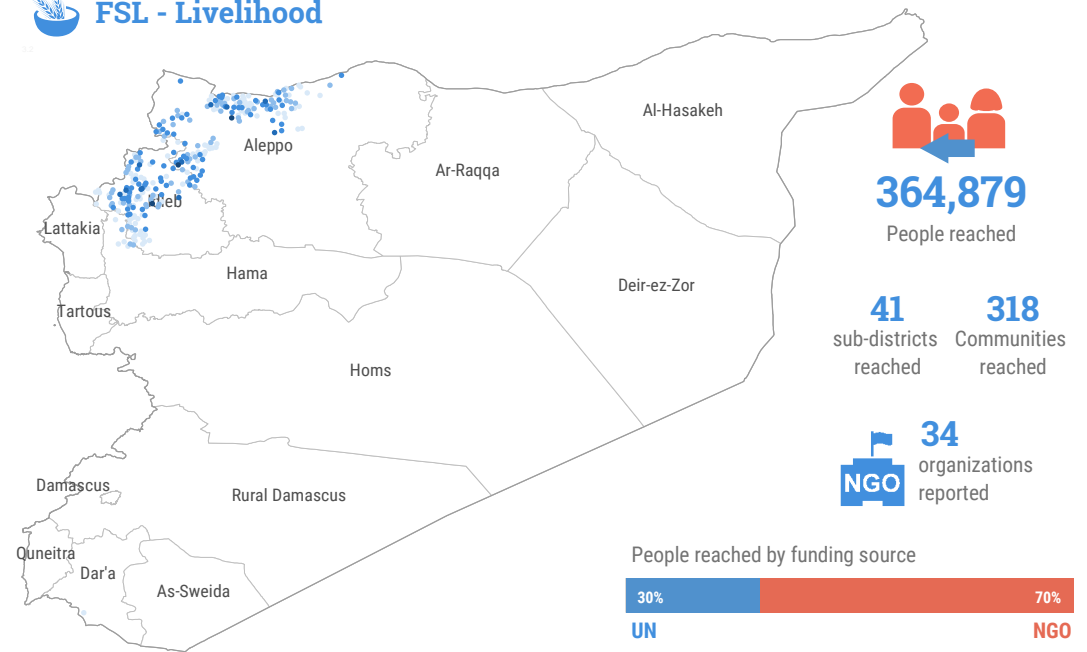 FSL - Livelihood
Al-Hasakeh
Aleppo
Ar-Raqqa
Lattakia
Hama
Deir-ez-Zor
Tartous
Homs
Damascus
Rural Damascus
Quneitra
Dar'a
As-Sweida
364,879
People reached
41
sub-districts
reached
318
Communities
reached
34
organizations
reported
NGO
People reached by funding source
30%
70%
UN
NGO